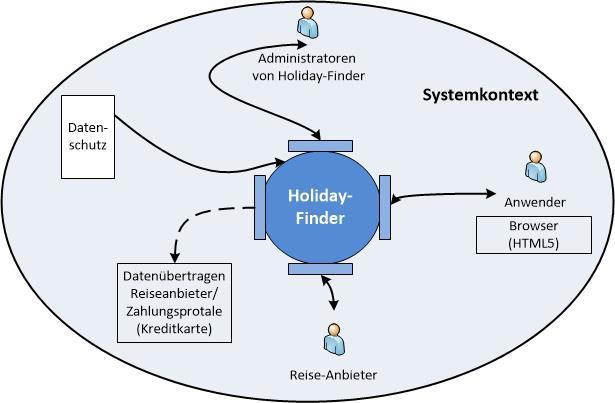 Administratoren
von Holiday-Finder
Systemkontext
Daten-
schutz
Holiday-
Finder
Anwender
Browser
(HTML5)
Datenübertragen
Reiseanbieter/
Zahlungsprotale
(Kreditkarte)
Reise-Anbieter